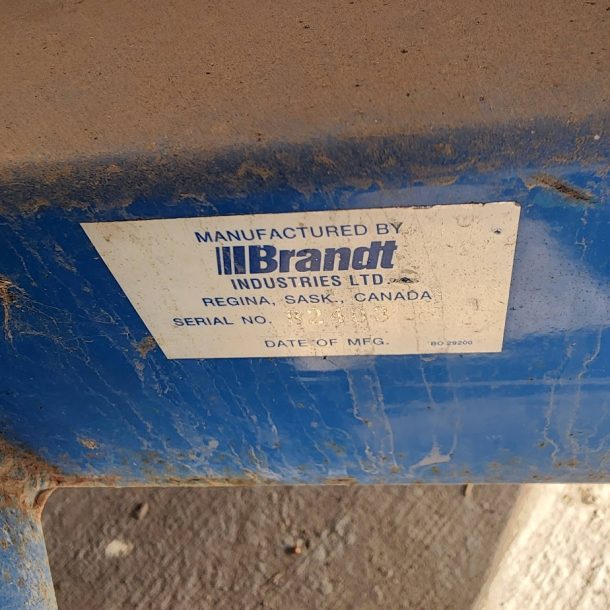 MANUFACTURED BY
Brandt
INDUSTRIES LTD.
REGINA, SASK., CANADA
SERIAL NO.
DATE OF MFG.
BO 29200